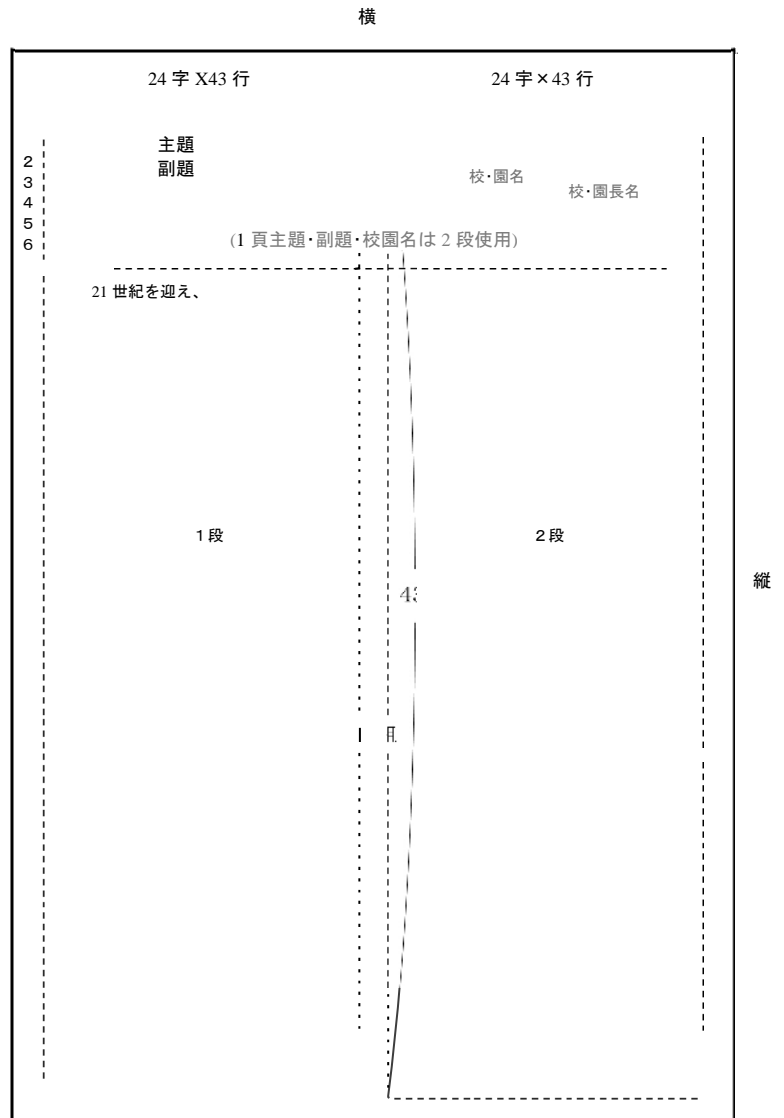 横
24 字 X43 行 24 字×43 行
主題
2 副題 校・園名
3 校・園長名
4
5
6 (1 頁主題・副題・校園名は 2 段使用)
21 世紀を迎え、
1段 2段
縦
43